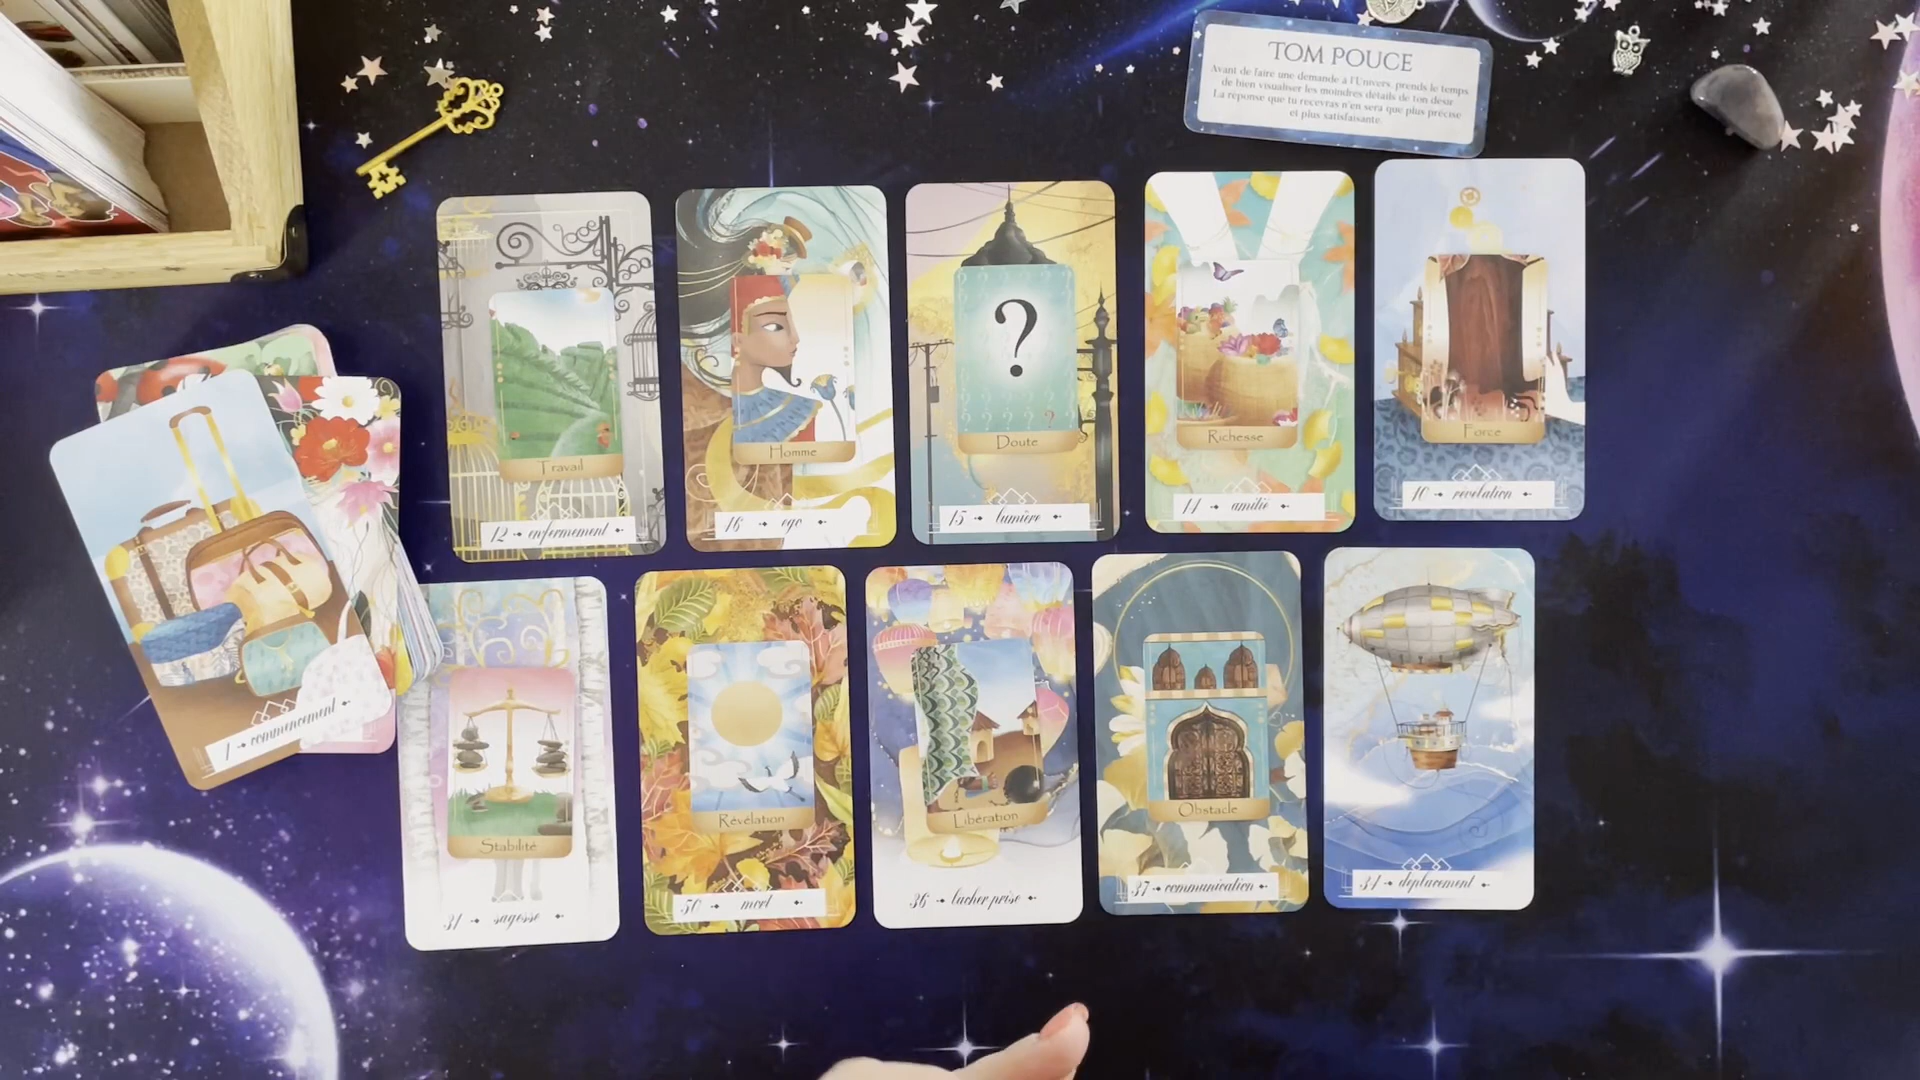 TOM POUCE
Avant de faire une demande à l'Univers, prends le temps
de bien visualiser les moindres détails de ton désir
La réponse que tu recevras n'en sera que plus précise
et plus satisfaisante.
Travail
12 enfermement
Homme
16 ego
?
Doute
15 lumière
Richesse
14 amitié
Force
10 révélation
1 commencement
Stabilité
31 sagesse
Révélation
50 mort
Libération
36 lâcher prise
Obstacle
37 communication
34 déplacement